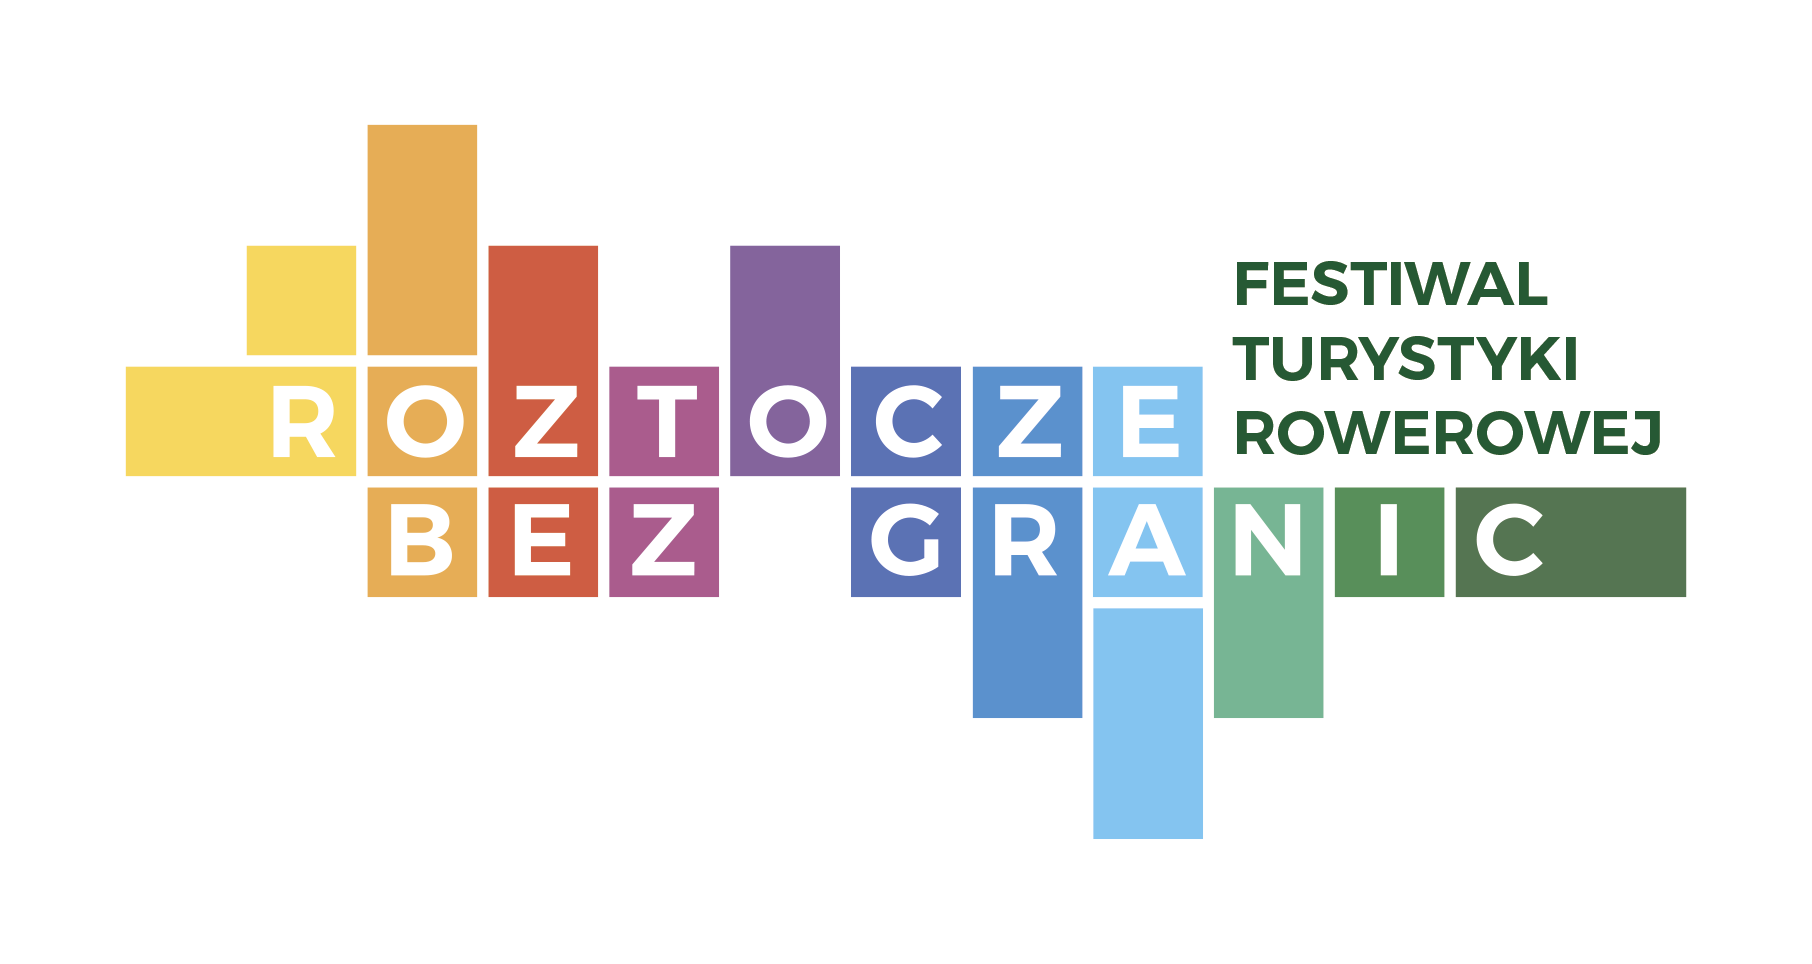 ROZTOCZE
BEZ GRANIC
FESTIWAL
TURYSTYKI
ROWEROWEJ